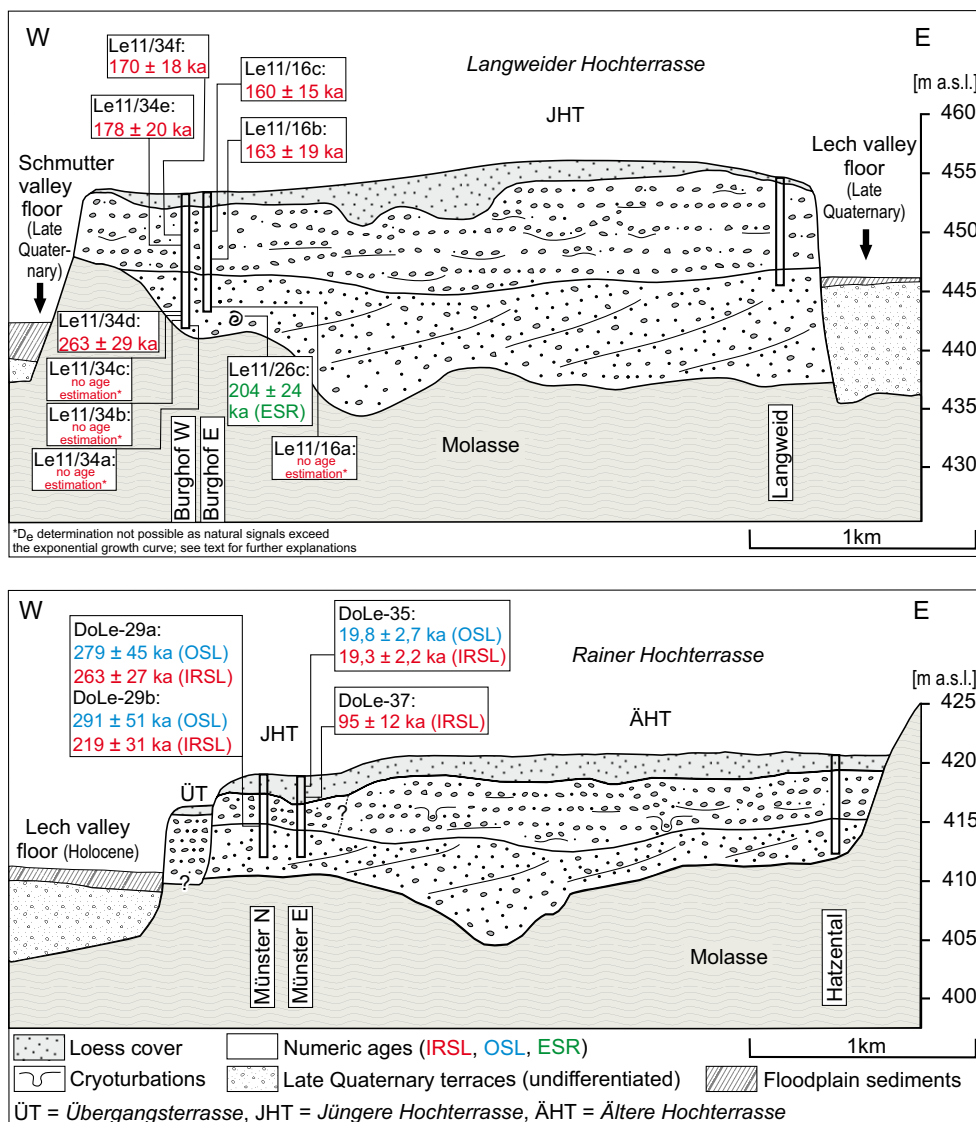 W
E
Langweider Hochterrasse
[m a.s.l.]
JHT
Le11/34f:
170 ± 18 ka
Le11/16c:
160 ± 15 ka
Le11/34e:
178 ± 20 ka
Le11/16b:
163 ± 19 ka
Schmutter
valley
floor
(Late
Quater-
nary)
Lech valley
floor
(Late
Quaternary)
460
455
450
445
440
435
430
Le11/34d:
263 ± 29 ka
Le11/34c:
no age
estimation*
Le11/34b:
no age
estimation*
Le11/34a:
no age
estimation*
Le11/26c:
204 ± 24
ka (ESR)
Le11/16a:
no age
estimation*
Burghof W
Burghof E
Molasse
Langweid
*De determination not possible as natural signals exceed
the exponential growth curve; see text for further explanations
1km
W
E
DoLe-29a:
279 ± 45 ka (OSL)
263 ± 27 ka (IRSL)
DoLe-29b:
291 ± 51 ka (OSL)
219 ± 31 ka (IRSL)
DoLe-35:
19,8 ± 2,7 ka (OSL)
19,3 ± 2,2 ka (IRSL)
DoLe-37:
95 ± 12 ka (IRSL)
Rainer Hochterrasse
[m a.s.l.]
JHT
ÄHT
ÜT
Lech valley
floor (Holocene)
?
?
425
420
415
410
405
400
Münster N
Münster E
Molasse
Hatzental
1km
Loess cover
Numeric ages (IRSL, OSL, ESR)
Cryoturbations
Late Quaternary terraces (undifferentiated)
Floodplain sediments
ÜT = Übergangsterrasse, JHT = Jüngere Hochterrasse, ÄHT = Ältere Hochterrasse